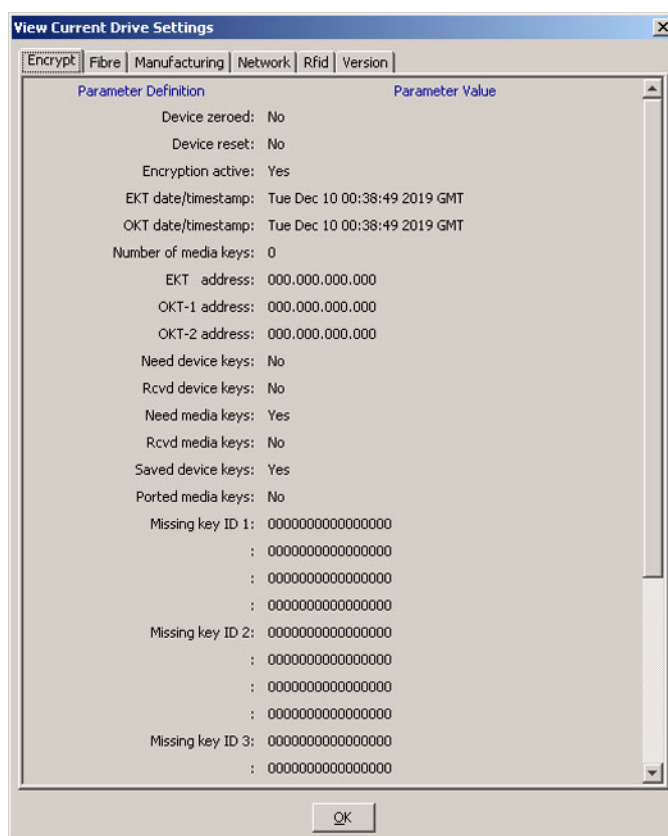 View Current Drive Settings
Encrypt Fibre Manufacturing Network Rfid Version
Parameter Definition Parameter Value
Device zeroed: No
Device reset: No
Encryption active: Yes
EKT date/timestamp: Tue Dec 10 00:38:49 2019 GMT
OKT date/timestamp: Tue Dec 10 00:38:49 2019 GMT
Number of media keys: 0
EKT address: 000.000.000.000
OKT-1 address: 000.000.000.000
OKT-2 address: 000.000.000.000
Need device keys: No
Rcvd device keys: No
Need media keys: Yes
Rcvd media keys: No
Saved device keys: Yes
Ported media keys: No
Missing key ID 1: 0000000000000000
: 0000000000000000
: 0000000000000000
: 0000000000000000
Missing key ID 2: 0000000000000000
: 0000000000000000
: 0000000000000000
: 0000000000000000
Missing key ID 3: 0000000000000000
: 0000000000000000
OK